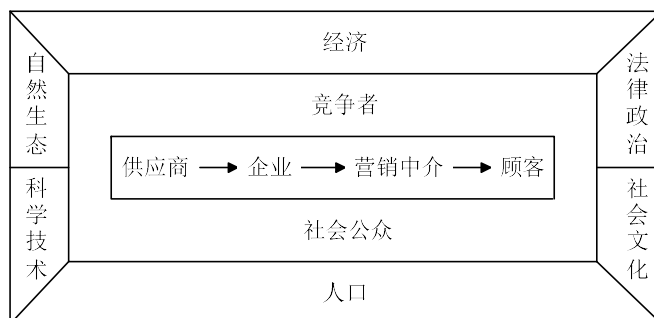 经济
自然生态
法律政治
竞争者
供应商 企业 营销中介 顾客
科学技术
社会文化
社会公众
人口